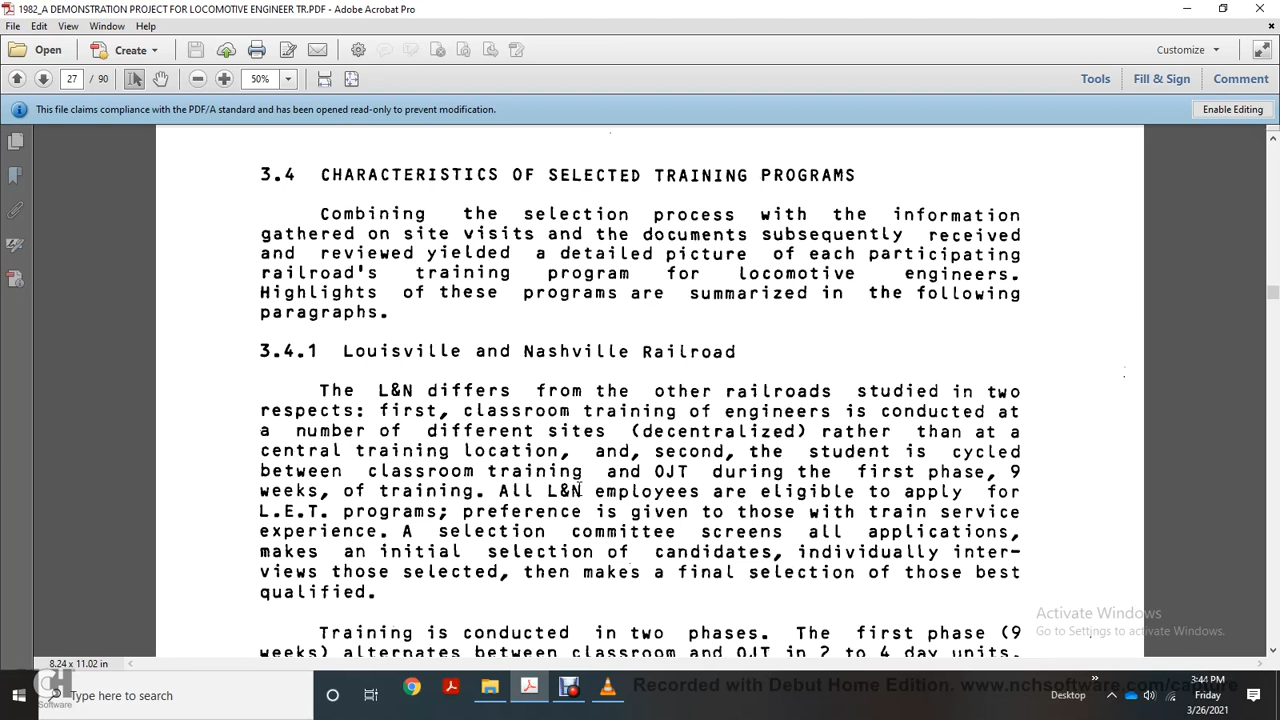 1982_A DEMONSTRATION PROJECT FOR LOCOMOTIVE ENGINEER TR.PDF - Adobe Acrobat Pro
File Edit View Window Help
Open Create Customize
27 / 90 50% Tools Fill & Sign Comment
This file claims compliance with the PDF/A standard and has been opened read-only to prevent modification. Enable Editing
3.4 CHARACTERISTICS OF SELECTED TRAINING PROGRAMS
Combining the selection process with the information
gathered on site visits and the documents subsequently received
and reviewed yielded a detailed picture of each participating
railroad's training program for locomotive engineers.
Highlights of these programs are summarized in the following
paragraphs.
3.4.1 Louisville and Nashville Railroad
The L&N differs from the other railroads studied in two
respects: first, classroom training of engineers is conducted at
a number of different sites (decentralized) rather than at a
central training location, and, second, the student is cycled
between classroom training and OJT during the first phase, 9
weeks, of training. All L&N employees are eligible to apply for
L.E.T. programs; preference is given to those with train service
experience. A selection committee screens all applications,
makes an initial selection of candidates, individually inter-
views those selected, then makes a final selection of those best
qualified.
Training is conducted in two phases. The first phase (9
weeks) alternates between classroom and OJT in 2 to 4 day units.
Activate Windows
Go to Settings to activate Windows.
8.24 x 11.02 in
Type here to search
Software
Recorded with Debut Home Edition. www.nchsoftware.com/capture
Desktop
3:44 PM
Friday
3/26/2021